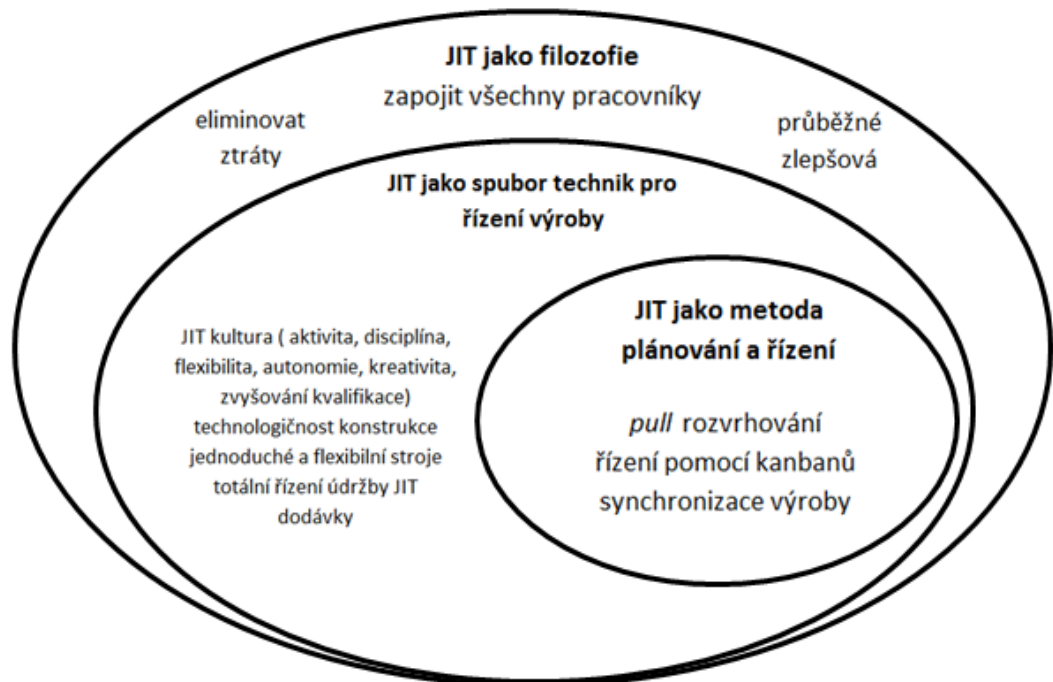 JIT jako filozofie
zapojit všechny pracovníky
eliminovat
ztráty
průběžné
zlepšová
JIT jako spubor technik pro
řízení výroby
JIT kultura ( aktivita, disciplína,
flexibilita, autonomie, kreativita,
zvyšování kvalifikace)
technologičnost konstrukce
jednoduché a flexibilní stroje
totální řízení údržby JIT
dodávky
JIT jako metoda
plánování a řízení
pull rozvrhování
řízení pomocí kanbanů
synchronizace výroby